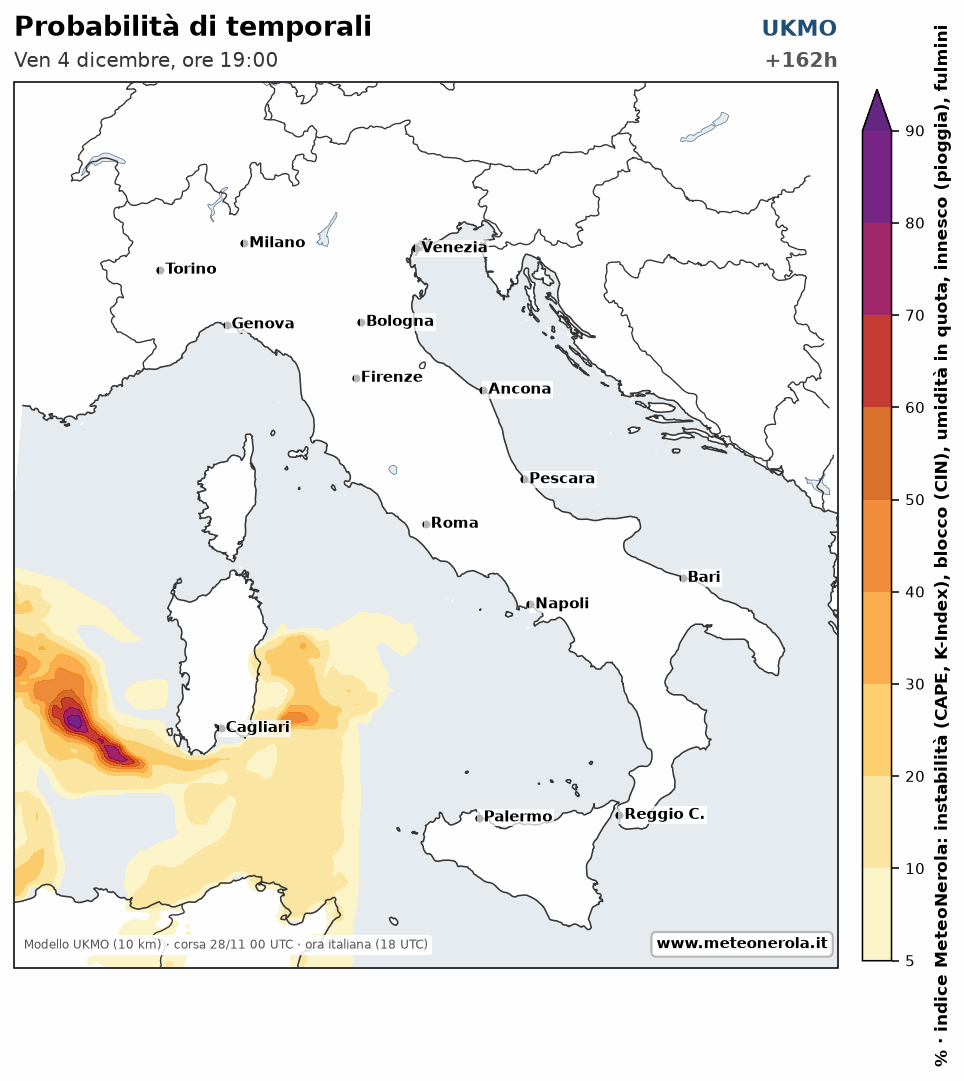 Probabilità di temporali
UKMO
Ven 4 dicembre, ore 19:00
+162h
Milano
Venezia
Torino
Genova
Bologna
Firenze
Ancona
Pescara
Roma
Bari
Napoli
Cagliari
Palermo
Reggio C.
Modello UKMO (10 km) · corsa 28/11 00 UTC · ora italiana (18 UTC)
www.meteonerola.it
90
80
70
60
50
40
30
20
10
5
% · indice MeteoNerola: instabilità (CAPE, K-Index), blocco (CIN), umidità in quota, innesco (pioggia), fulmini